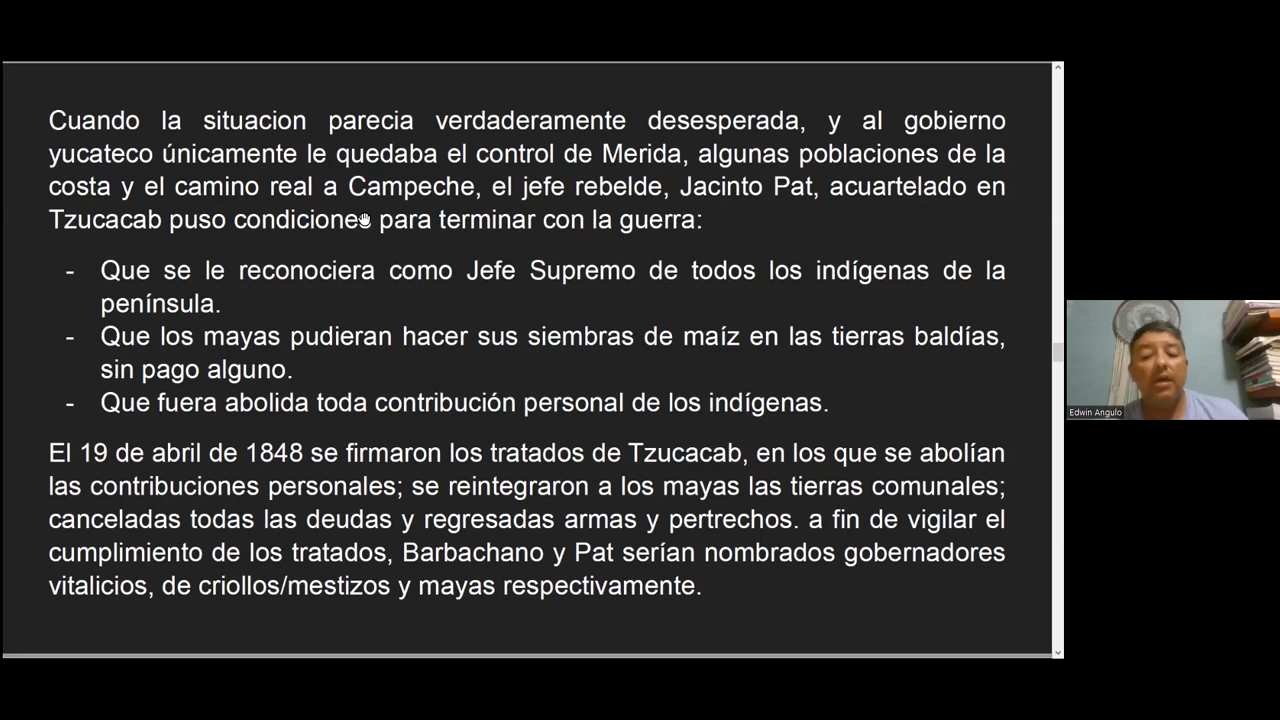 Cuando la situacion parecia verdaderamente desesperada, y al gobierno
yucateco únicamente le quedaba el control de Merida, algunas poblaciones de la
costa y el camino real a Campeche, el jefe rebelde, Jacinto Pat, acuartelado en
Tzucacab puso condiciones para terminar con la guerra:
- Que se le reconociera como Jefe Supremo de todos los indígenas de la
península.
- Que los mayas pudieran hacer sus siembras de maíz en las tierras baldías,
sin pago alguno.
- Que fuera abolida toda contribución personal de los indígenas.
El 19 de abril de 1848 se firmaron los tratados de Tzucacab, en los que se abolían
las contribuciones personales; se reintegraron a los mayas las tierras comunales;
canceladas todas las deudas y regresadas armas y pertrechos. a fin de vigilar el
cumplimiento de los tratados, Barbachano y Pat serían nombrados gobernadores
vitalicios, de criollos/mestizos y mayas respectivamente.
Edwin Angulo